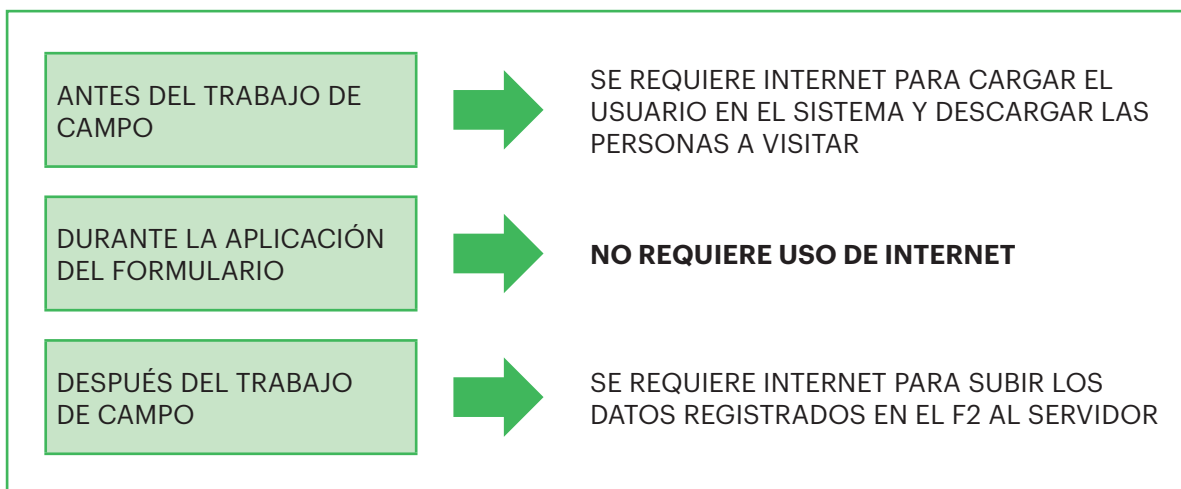 ANTES DEL TRABAJO DE
CAMPO
SE REQUIERE INTERNET PARA CARGAR EL
USUARIO EN EL SISTEMA Y DESCARGAR LAS
PERSONAS A VISITAR
DURANTE LA APLICACIÓN
DEL FORMULARIO
NO REQUIERE USO DE INTERNET
DESPUÉS DEL TRABAJO
DE CAMPO
SE REQUIERE INTERNET PARA SUBIR LOS
DATOS REGISTRADOS EN EL F2 AL SERVIDOR